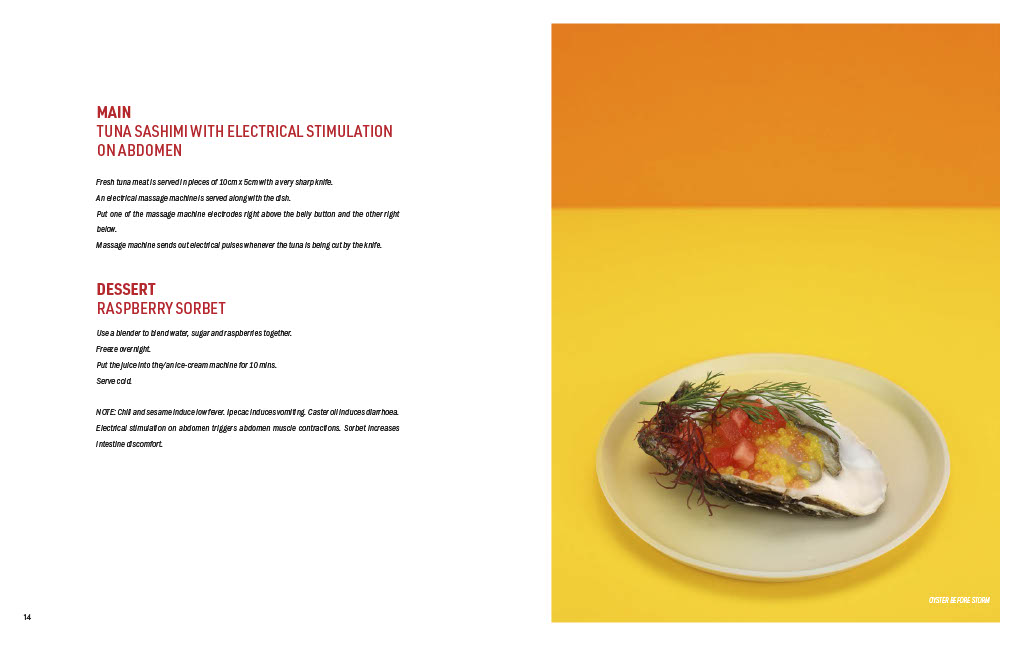 MAIN
TUNA SASHIMI WITH ELECTRICAL STIMULATION
ON ABDOMEN
Fresh tuna meat is served in pieces of 10cm x 5cm with a very sharp knife.
An electrical massage machine is served along with the dish.
Put one of the massage machine electrodes right above the belly button and the other right
below.
Massage machine sends out electrical pulses whenever the tuna is being cut by the knife.
DESSERT
RASPBERRY SORBET
Use a blender to blend water, sugar and raspberries together.
Freeze overnight.
Put the juice into the/an ice-cream machine for 10 mins.
Serve cold.
NOTE: Chili and sesame induce low fever. Ipecac induces vomiting. Caster oil induces diarrhoea.
Electrical stimulation on abdomen triggers abdomen muscle contractions. Sorbet increases
intestine discomfort.
14
OYSTER BEFORE STORM